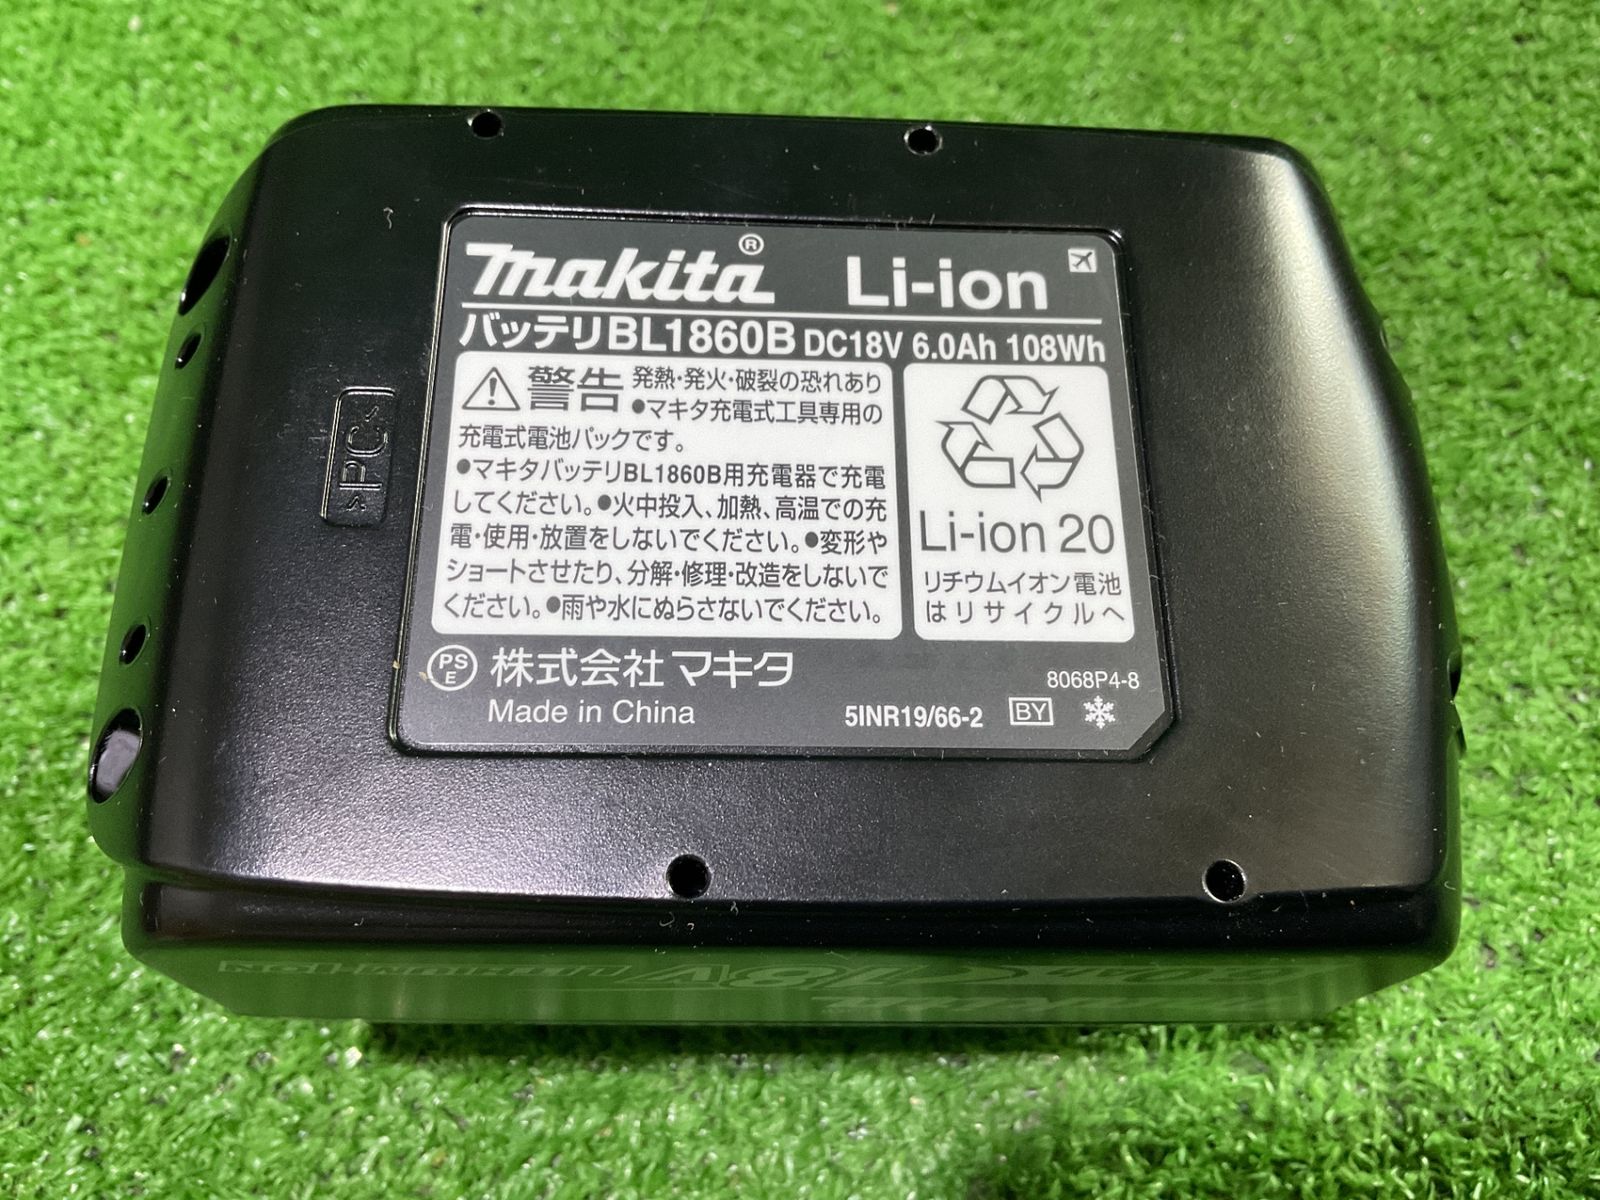 makita®
Li-ion
バッテリBL1860B DC18V 6.0Ah 108Wh
警告 発熱・発火・破裂の恐れあり
●マキタ充電式工具専用の
充電式電池パックです。
●マキタバッテリBL1860B用充電器で充電
してください。●火中投入、加熱、高温での充
電・使用・放置をしないでください。●変形や
ショートさせたり、分解・修理・改造をしないで
ください。●雨や水にぬらさないでください。
Li-ion 20
リチウムイオン電池
はリサイクルへ
PS
E
株式会社マキタ
Made in China
8068P4-8
5INR19/66-2
BY
>PC<
18V